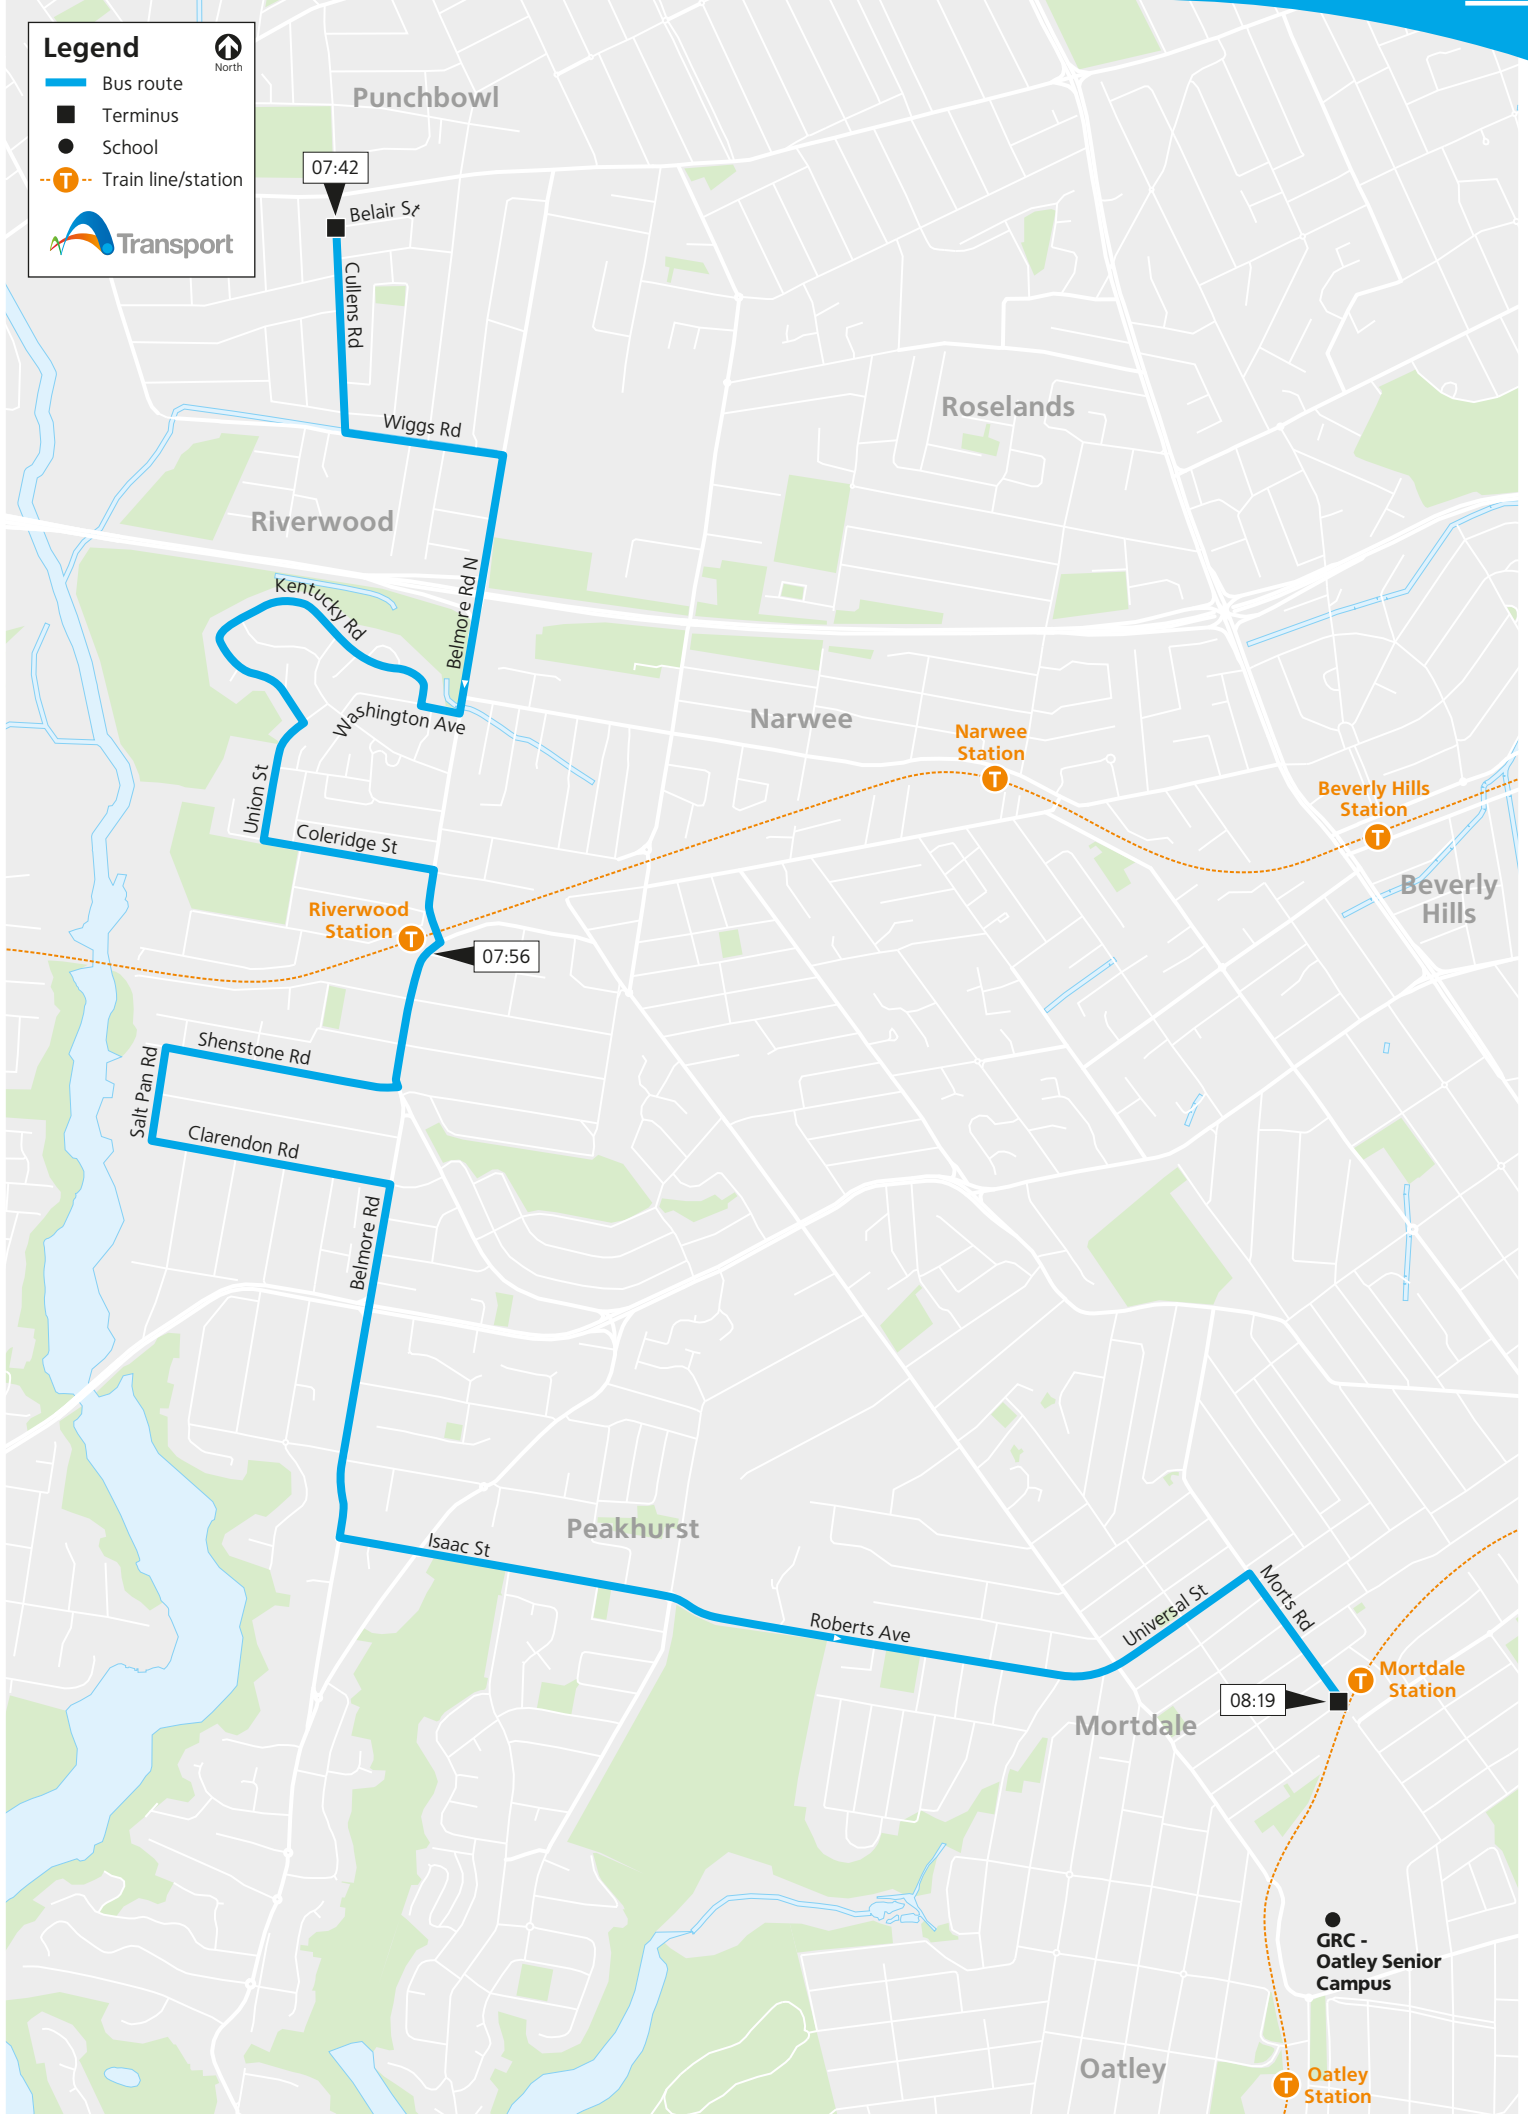 Legend
North
Bus route
Terminus
School
T
Train line/station
Transport
Punchbowl
07:42
Belair St
Cullens Rd
Wiggs Rd
Roselands
Riverwood
Belmore Rd N
Kentucky Rd
Washington Ave
Narwee
Narwee
Station
T
Beverly Hills
Station
T
Union St
Coleridge St
Beverly
Hills
Riverwood
Station
T
07:56
Shenstone Rd
Salt Pan Rd
Clarendon Rd
Belmore Rd
Peakhurst
Isaac St
Roberts Ave
Universal St
Morts Rd
Mortdale
Station
T
08:19
Mortdale
GRC -
Oatley Senior
Campus
Oatley
Oatley
Station
T